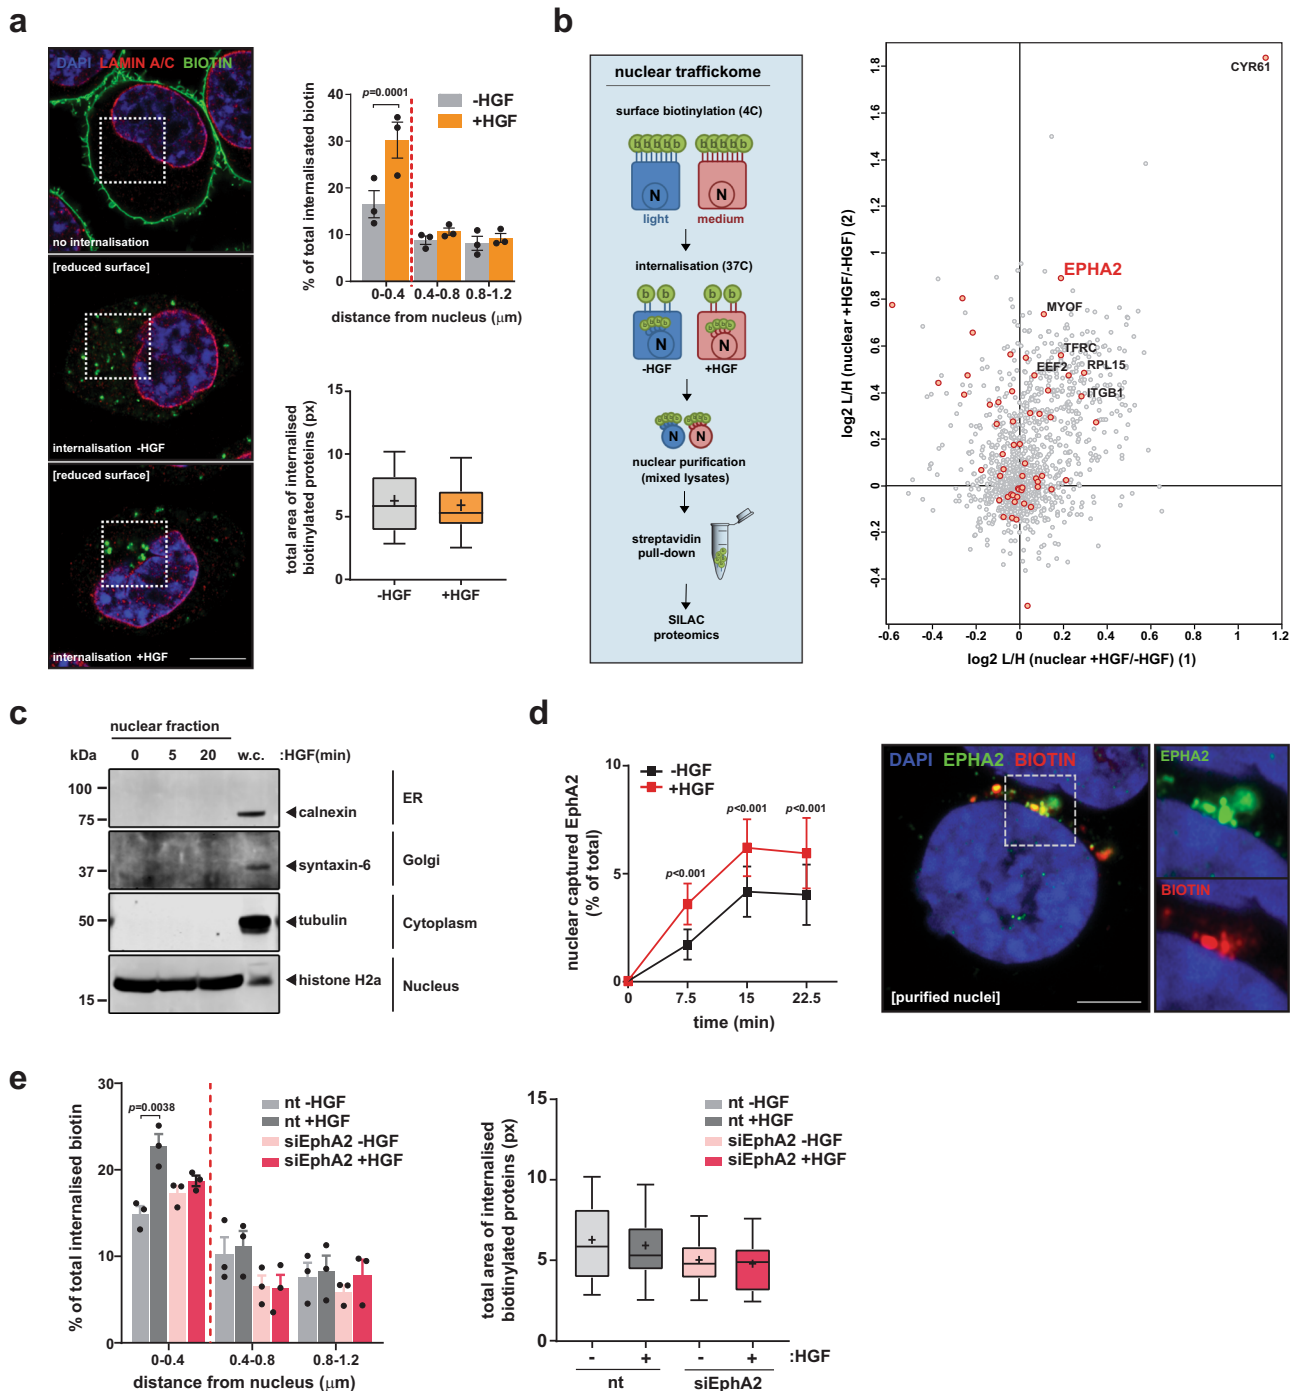 a
DAPI LAMIN A/C BIOTIN
no internalisation
[reduced surface]
internalisation -HGF
[reduced surface]
internalisation +HGF
% of total internalised biotin
40
30
20
10
0
p=0.0001
-HGF
+HGF
0-0.4
0.4-0.8
0.8-1.2
distance from nucleus (μm)
total area of internalised
biotinylated proteins (px)
15
10
5
0
-HGF
+HGF
b
nuclear traffickome
surface biotinylation (4C)
b b b b b
b b b b b
N
N
light
medium
internalisation (37C)
b b
b b
N
N
-HGF
+HGF
N
N
nuclear purification
(mixed lysates)
streptavidin
pull-down
SILAC
proteomics
log2 L/H (nuclear +HGF/-HGF) (2)
1.8
1.6
1.4
1.2
1
0.8
0.6
0.4
0.2
0
-0.2
-0.4
CYR61
EPHA2
MYOF
TFRC
EEF2
RPL15
ITGB1
-0.6
-0.4
-0.2
0
0.2
0.4
0.6
0.8
1
1.2
log2 L/H (nuclear +HGF/-HGF) (1)
c
nuclear fraction
kDa
0
5
20
w.c.
:HGF(min)
100
75
calnexin
ER
37
syntaxin-6
Golgi
50
tubulin
Cytoplasm
15
histone H2a
Nucleus
d
nuclear captured EphA2
(% of total)
10
5
0
-HGF
+HGF
p<0.001
p<0.001
p<0.001
0
7.5
15
22.5
time (min)
DAPI EPHA2 BIOTIN
[purified nuclei]
EPHA2
BIOTIN
e
% of total internalised biotin
30
20
10
0
p=0.0038
nt -HGF
nt +HGF
siEphA2 -HGF
siEphA2 +HGF
0-0.4
0.4-0.8
0.8-1.2
distance from nucleus (μm)
total area of internalised
biotinylated proteins (px)
15
10
5
0
nt -HGF
nt +HGF
siEphA2 -HGF
siEphA2 +HGF
-
+
-
+
:HGF
nt
siEphA2